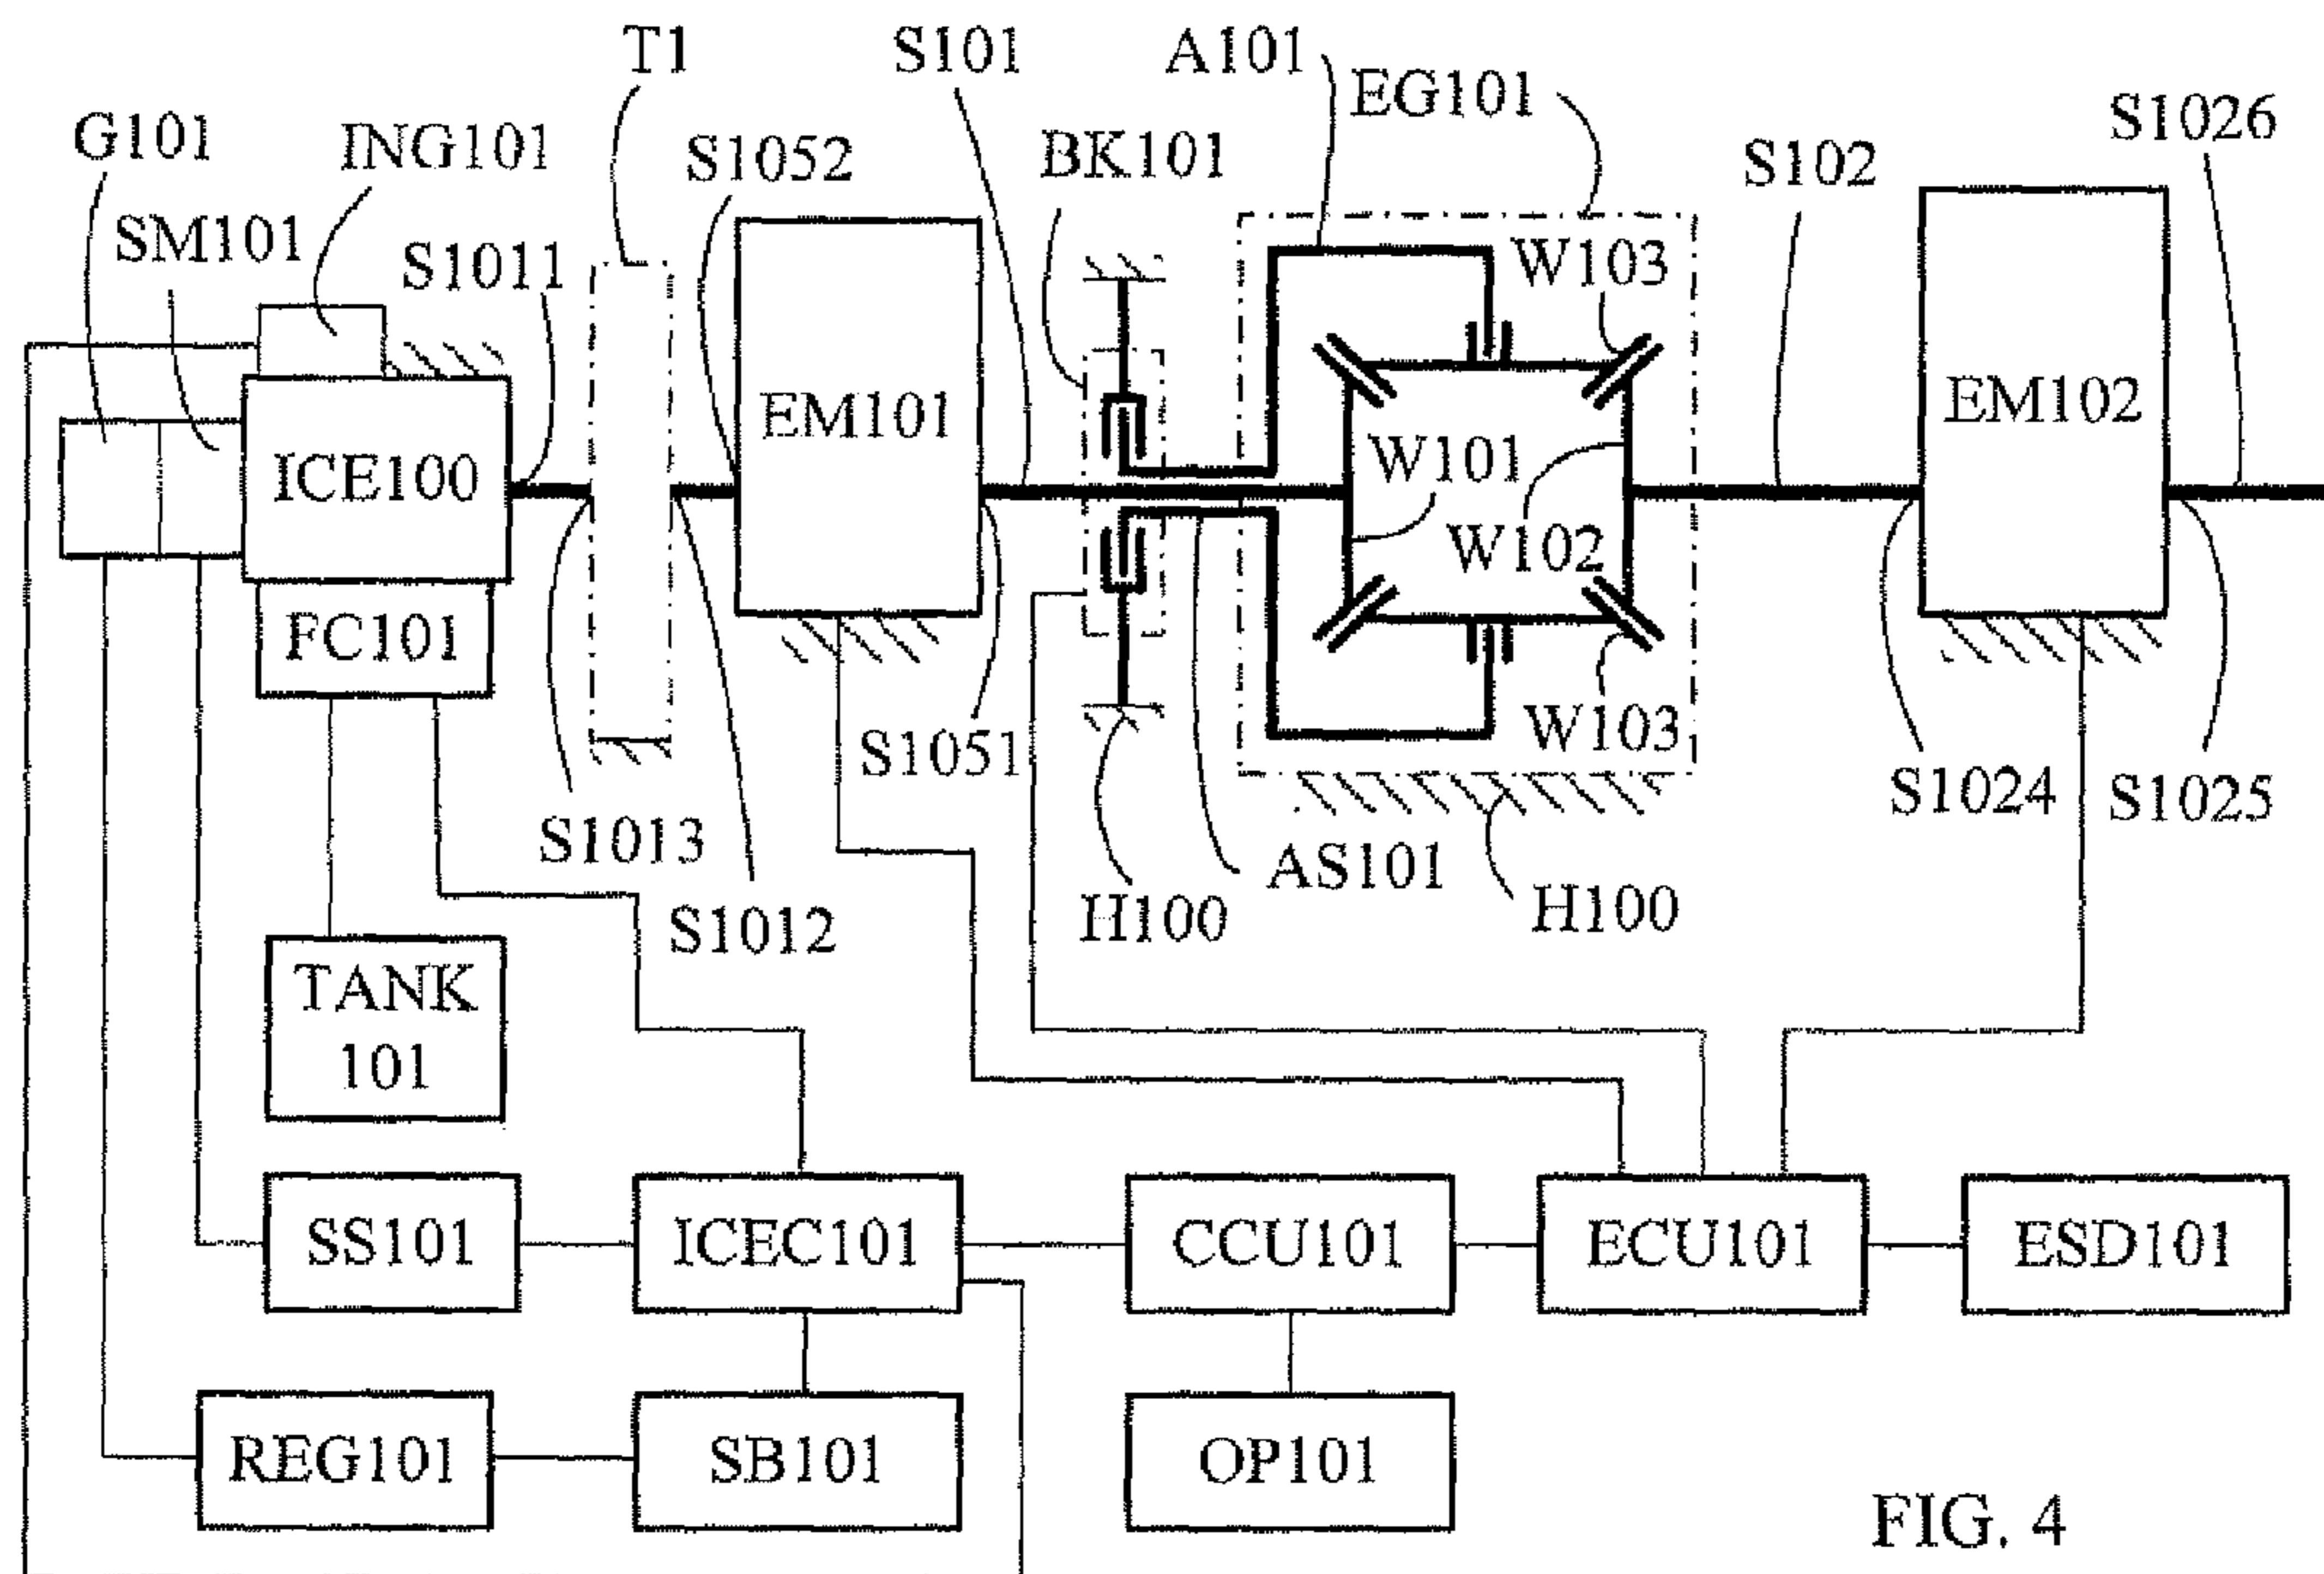 T1
S101
A101
EG101
S1026
G101
ING101
S1052
BK101
S102
SM101
S1011
W103
EM101
EM102
ICE100
W101
W102
FC101
W103
S1051
S1024
S1025
S1013
AS101
H100
H100
S1012
TANK
101
SS101
ICEC101
CCU101
ECU101
ESD101
REG101
SB101
OP101
FIG. 4